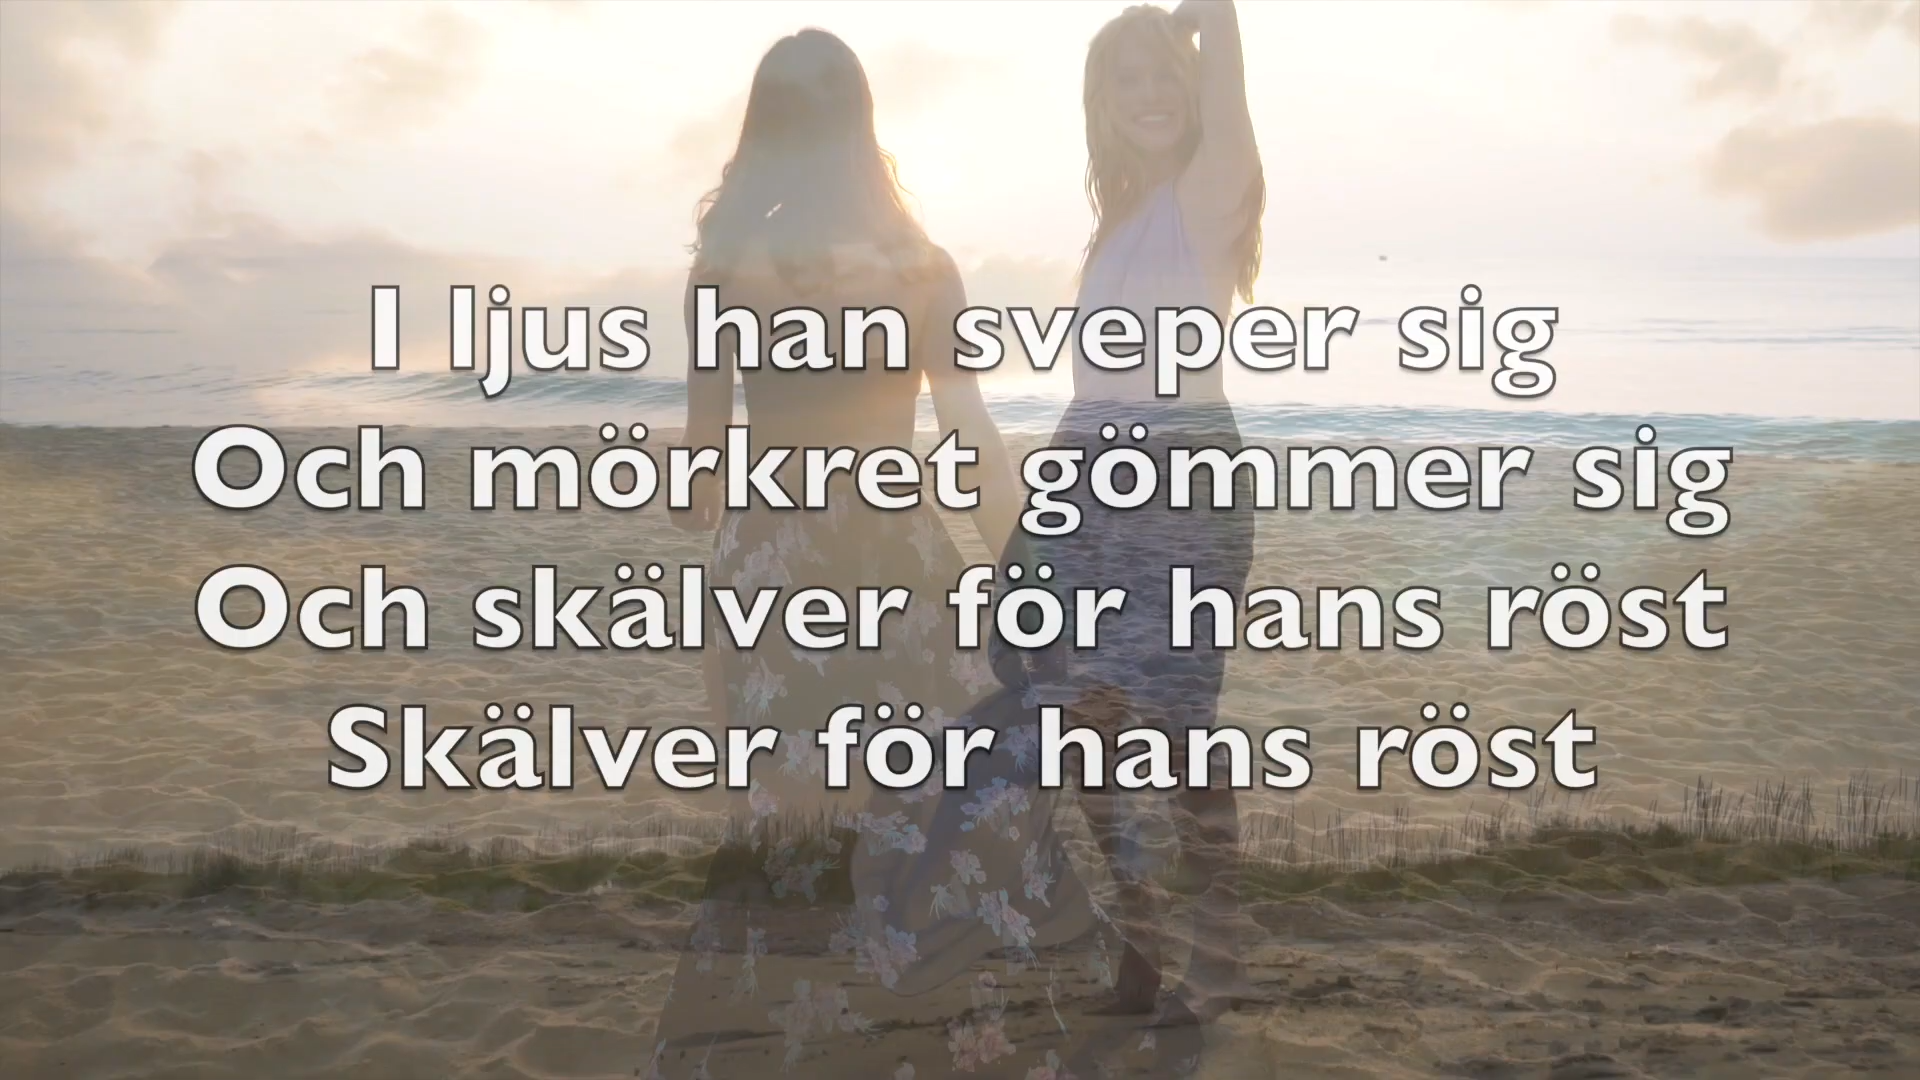 I ljus han sveper sig
Och mörkret gömmer sig
Och skälver för hans röst
Skälver för hans röst